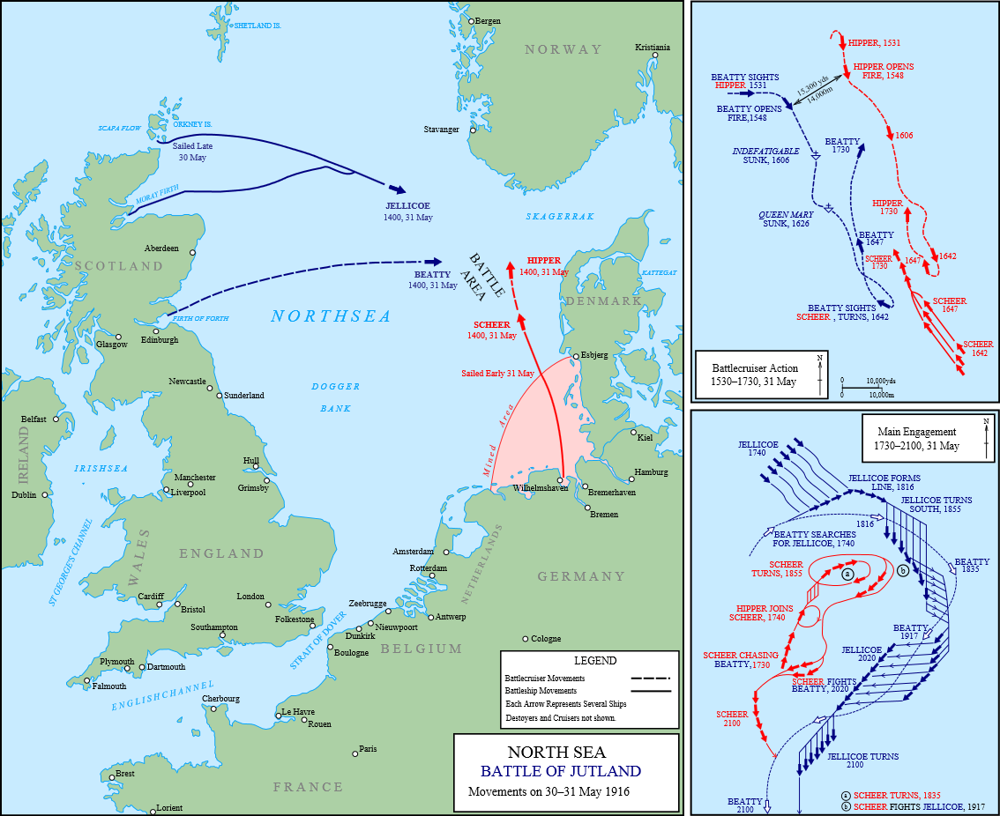 SHETLAND IS.
Bergen
NORWAY
Kristiania
ORKNEY IS.
SCAPA FLOW
Stavanger
Sailed Late
30 May
MORAY FIRTH
JELLICOE
1400, 31 May
SKAGERRAK
Aberdeen
SCOTLAND
BEATTY
1400, 31 May
BATTLE
AREA
HIPPER
1400, 31 May
KATTEGAT
DENMARK
NORTHSEA
FIRTH OF FORTH
SCHEER
1400, 31 May
Glasgow
Edinburgh
Esbjerg
Sailed Early 31 May
Newcastle
Sunderland
DOGGER
BANK
Mined Area
Belfast
IRELAND
IRISHSEA
Kiel
Hull
Grimsby
Manchester
Liverpool
Dublin
Hamburg
Wilhelmshaven
Bremerhaven
Bremen
ST GEORGE'S CHANNEL
WALES
ENGLAND
NETHERLANDS
Amsterdam
Rotterdam
GERMANY
Cardiff
Bristol
London
Zeebrugge
Antwerp
Folkestone
Southampton
Nieuwpoort
Dunkirk
STRAIT OF DOVER
Boulogne
BELGIUM
Cologne
Plymouth
Dartmouth
Falmouth
ENGLISHCHANNEL
Cherbourg
Le Havre
Rouen
Paris
Brest
FRANCE
Lorient
LEGEND
Battlecruiser Movements
Battleship Movements
Each Arrow Represents Several Ships
Destoyers and Cruisers not shown.
NORTH SEA
BATTLE OF JUTLAND
Movements on 30–31 May 1916
HIPPER, 1531
HIPPER OPENS
FIRE, 1548
BEATTY SIGHTS
HIPPER 1531
15,300 yds
14,000m
BEATTY OPENS
FIRE,1548
1606
BEATTY
1730
INDEFATIGABLE
SUNK, 1606
HIPPER
1730
QUEEN MARY
SUNK, 1626
BEATTY
1647
SCHEER
1730
1647
1642
BEATTY SIGHTS
SCHEER , TURNS, 1642
SCHEER
1647
SCHEER
1642
Battlecruiser Action
1530–1730, 31 May
N
0 10,000yds
0 10,000m
Main Engagement
1730–2100, 31 May
N
JELLICOE
1740
JELLICOE FORMS
LINE, 1816
JELLICOE TURNS
SOUTH, 1855
1816
BEATTY SEARCHES
FOR JELLICOE, 1740
BEATTY
1835
SCHEER
TURNS, 1855
a
b
HIPPER JOINS
SCHEER, 1740
BEATTY
1917
JELLICOE
2020
SCHEER CHASING
BEATTY, 1730
SCHEER FIGHTS
BEATTY, 2020
SCHEER
2100
JELLICOE TURNS
2100
BEATTY
2100
a SCHEER TURNS, 1835
b SCHEER FIGHTS JELLICOE, 1917